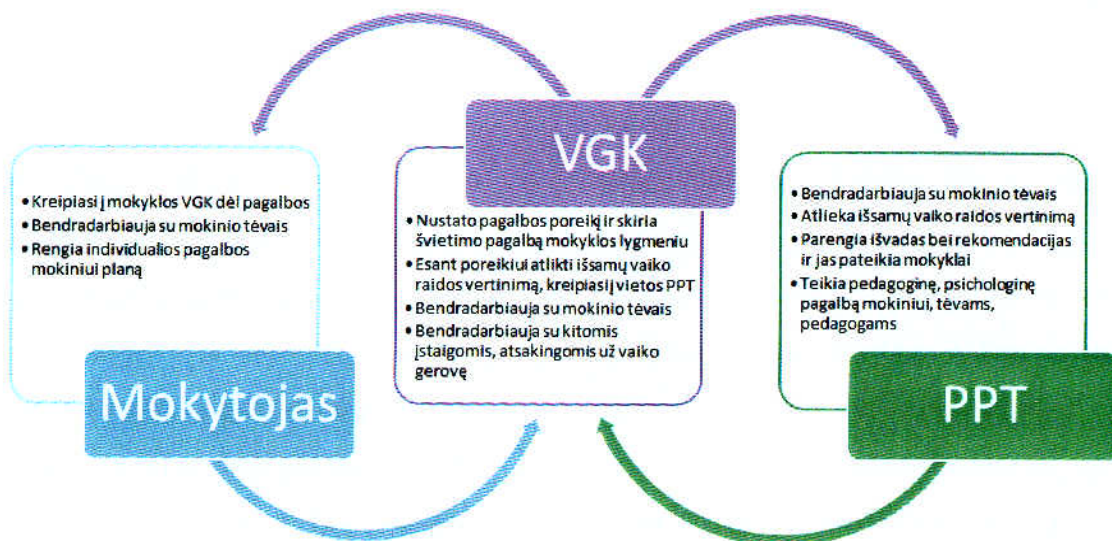 • Kreipiasi į mokyklos VGK dėl pagalbos
• Bendradarbiauja su mokinio tėvais
• Rengia individualios pagalbos
mokiniui planą
Mokytojas
VGK
• Nustato pagalbos poreikį ir skiria
švietimo pagalbą mokyklos lygmeniu
• Esant poreikiui atlikti išsamų vaiko
raidos vertinimą, kreipiasi į vietos PPT
• Bendradarbiauja su mokinio tėvais
• Bendradarbiauja su kitomis
įstaigomis, atsakingomis už vaiko
gerovę
• Bendradarbiauja su mokinio tėvais
• Atlieka išsamų vaiko raidos vertinimą
• Parengia išvadas bei rekomendacijas
ir jas pateikia mokyklai
• Teikia pedagoginę, psichologinę
pagalbą mokiniui, tėvams,
pedagogams
PPT